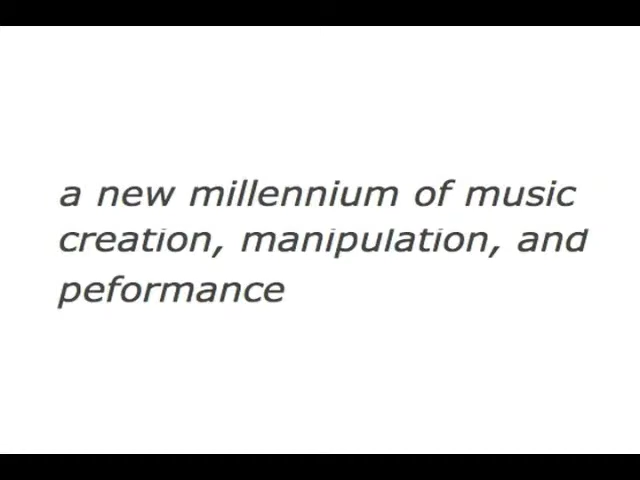 a new millennium of music
creation, manipulation, and
peformance